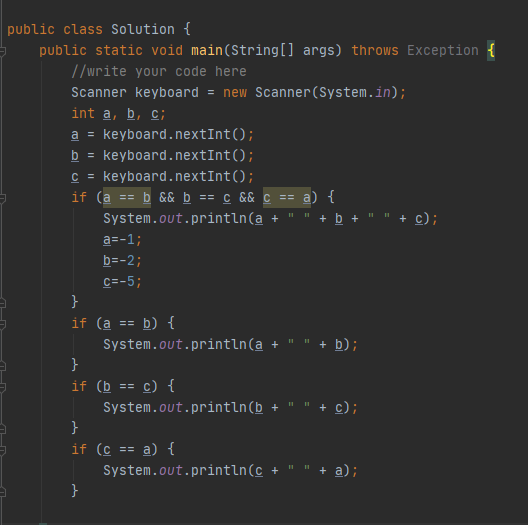 public class Solution {
public static void main(String[] args) throws Exception {
//write your code here
Scanner keyboard = new Scanner(System.in);
int a, b, c;
a = keyboard.nextInt();
b = keyboard.nextInt();
c = keyboard.nextInt();
if (a == b && b == c && c == a) {
System.out.println(a + " " + b + " " + c);
a=-1;
b=-2;
c=-5;
}
if (a == b) {
System.out.println(a + " " + b);
}
if (b == c) {
System.out.println(b + " " + c);
}
if (c == a) {
System.out.println(c + " " + a);
}